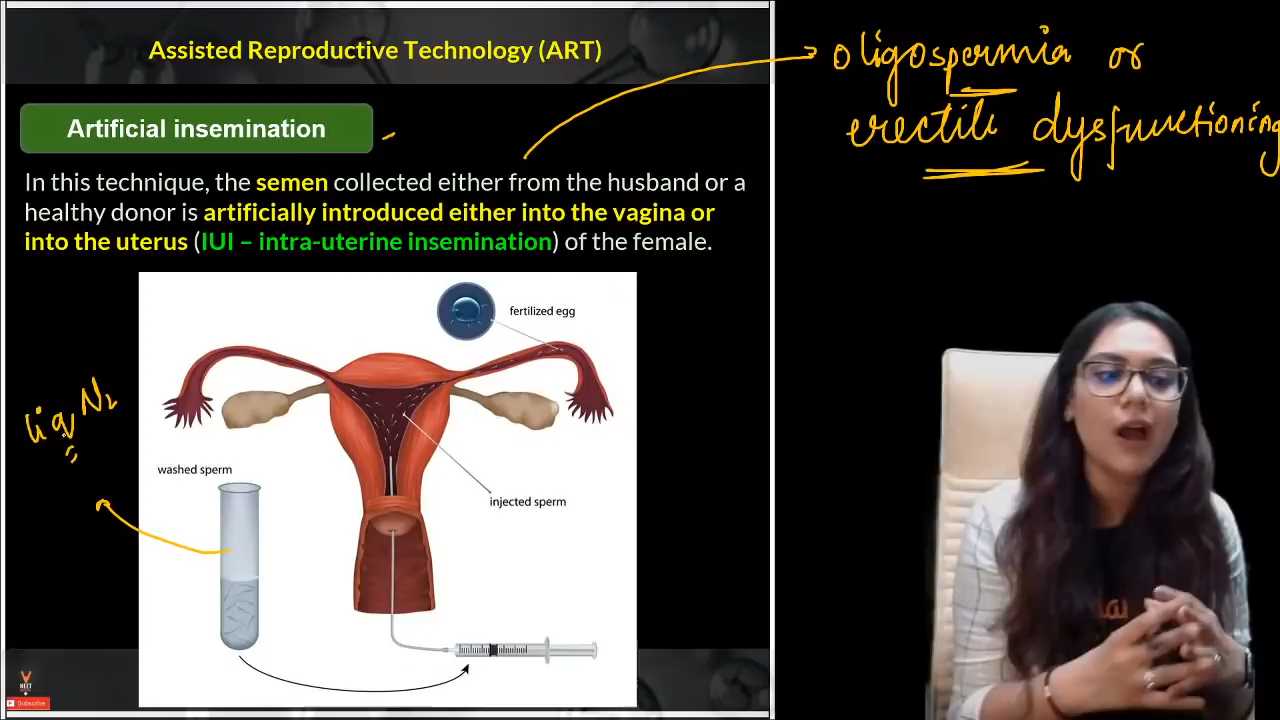 Assisted Reproductive Technology (ART)
oligospermia or
erectile dysfunctioning
Artificial insemination
In this technique, the semen collected either from the husband or a
healthy donor is artificially introduced either into the vagina or
into the uterus (IUI – intra-uterine insemination) of the female.
fertilized egg
liq N2
washed sperm
injected sperm
NEET
Subscribe